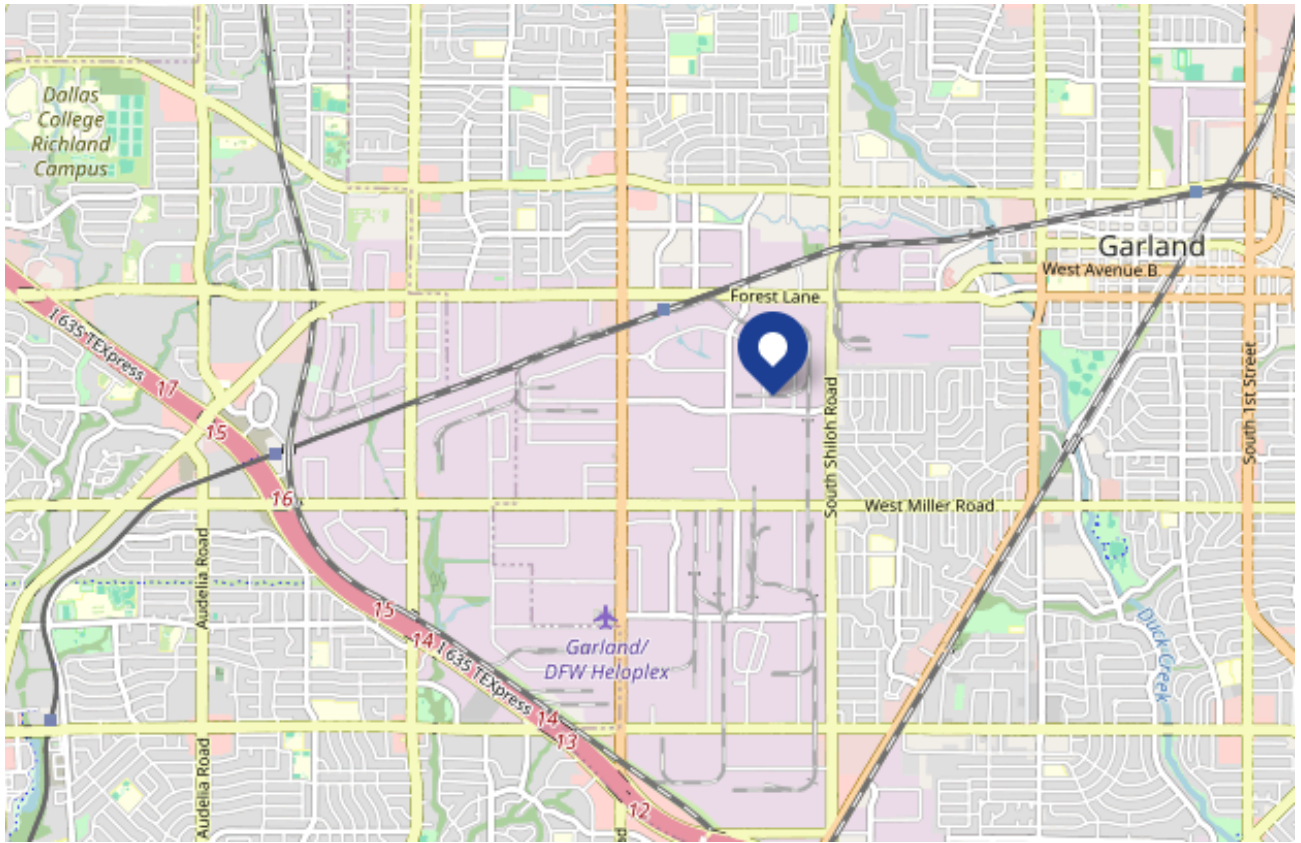 Dallas
College
Richland
Campus
Garland
West Avenue B
Forest Lane
I 635 TEXpress
17
15
16
South Shiloh Road
South 1st Street
West Miller Road
Audelia Road
15
14
I 635 TEXpress
14
13
12
Garland/
DFW Heloplex
Duck Creek
Audelia Road